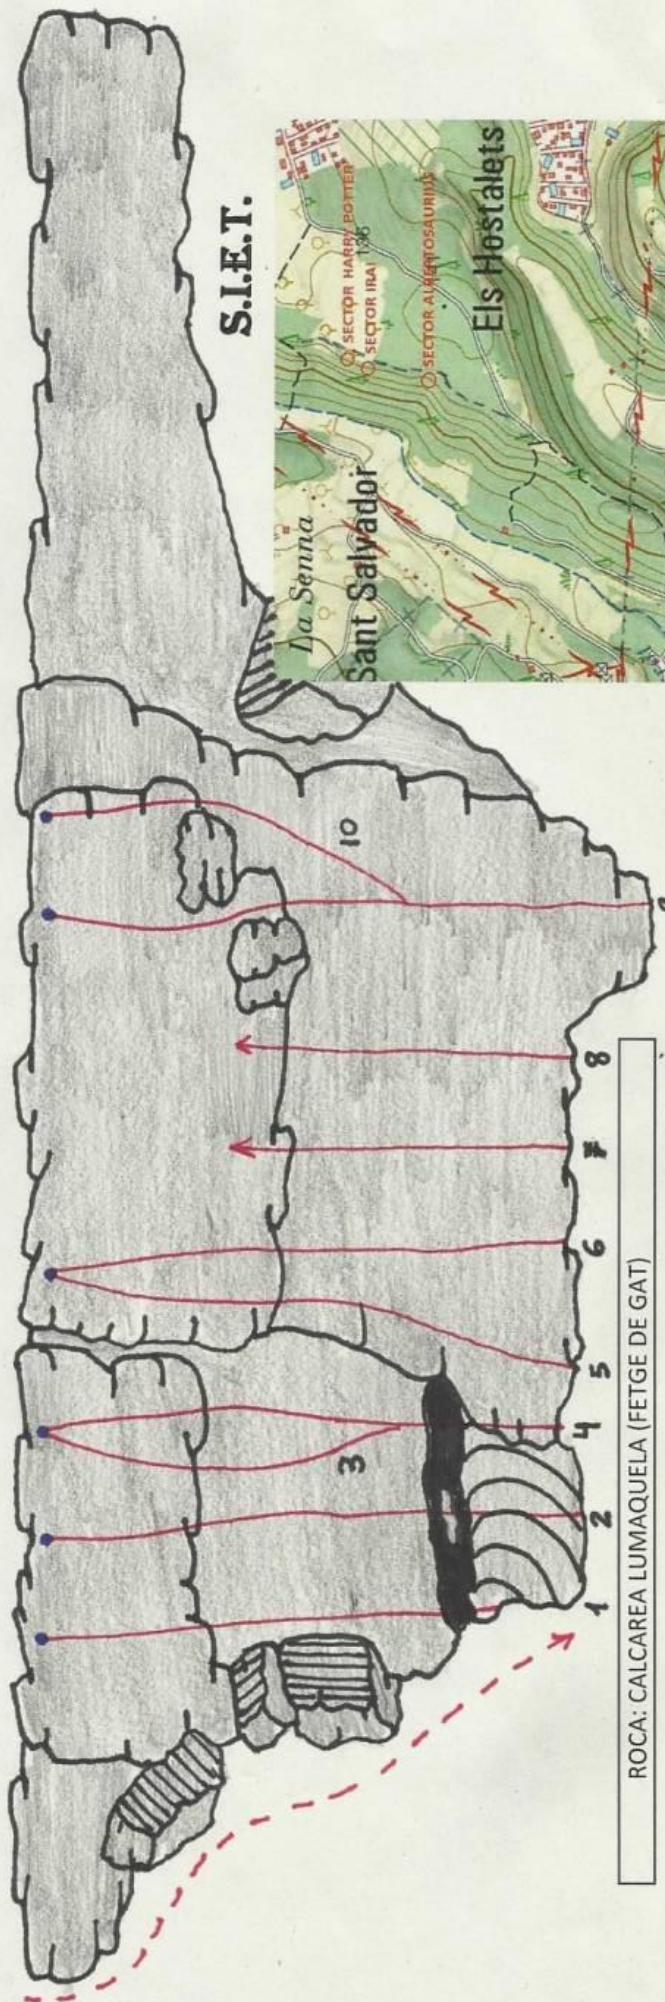 S.I.E.T.
La Senna
Sant Salvador
SECTOR HARRY POTTER
SECTOR IRAI 136
SECTOR ALBERTOSAURIUS
Els Hostalets
10
3
1
2
4
5
6
7
8
ROCA: CALCAREA LUMAQUELA (FETGE DE GAT)